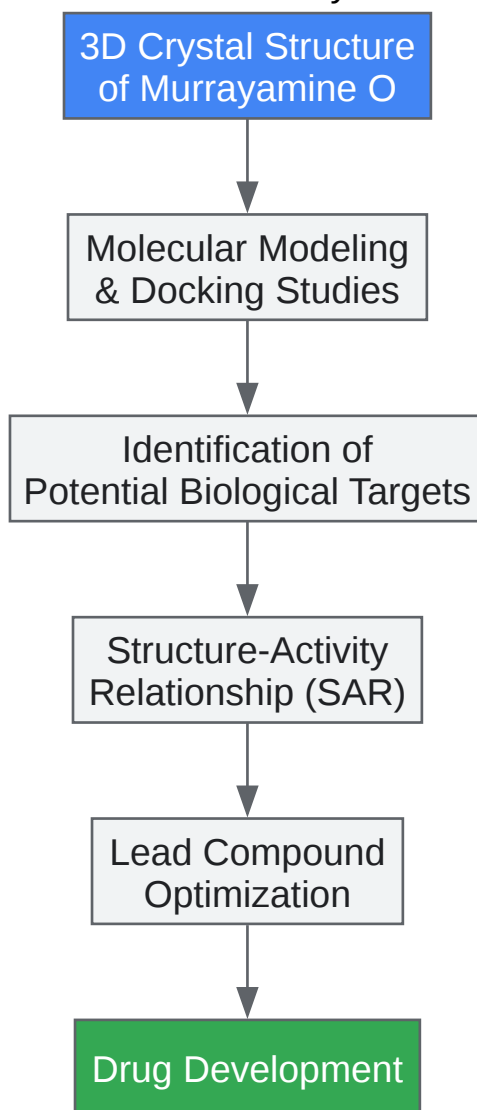 3D Crystal Structure
of Murrayamine O
Molecular Modeling
& Docking Studies
Identification of
Potential Biological Targets
Structure-Activity
Relationship (SAR)
Lead Compound
Optimization
Drug Development